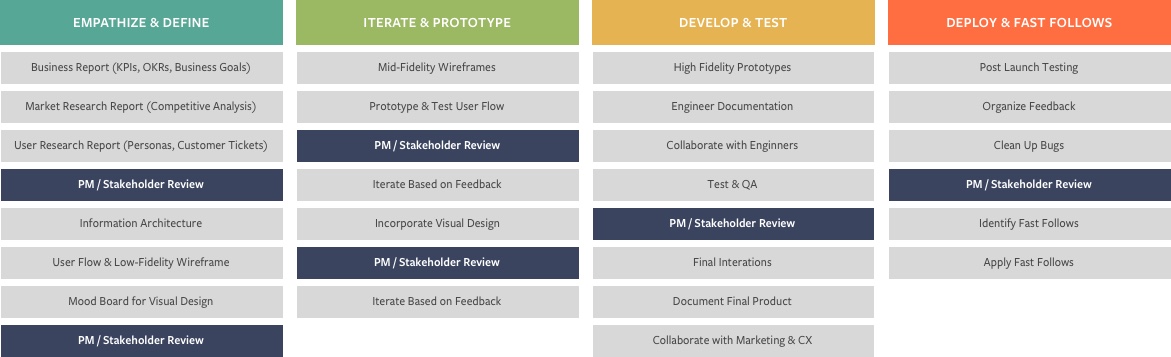 EMPATHIZE & DEFINE
Business Report (KPIs, OKRs, Business Goals)
Market Research Report (Competitive Analysis)
User Research Report (Personas, Customer Tickets)
PM / Stakeholder Review
Information Architecture
User Flow & Low-Fidelity Wireframe
Mood Board for Visual Design
PM / Stakeholder Review
ITERATE & PROTOTYPE
Mid-Fidelity Wireframes
Prototype & Test User Flow
PM / Stakeholder Review
Iterate Based on Feedback
Incorporate Visual Design
PM / Stakeholder Review
Iterate Based on Feedback
DEVELOP & TEST
High Fidelity Prototypes
Engineer Documentation
Collaborate with Enginners
Test & QA
PM / Stakeholder Review
Final Interations
Document Final Product
Collaborate with Marketing & CX
DEPLOY & FAST FOLLOWS
Post Launch Testing
Organize Feedback
Clean Up Bugs
PM / Stakeholder Review
Identify Fast Follows
Apply Fast Follows